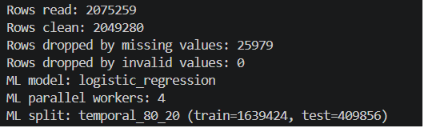 Rows read: 2075259
Rows clean: 2049280
Rows dropped by missing values: 25979
Rows dropped by invalid values: 0
ML model: logistic_regression
ML parallel workers: 4
ML split: temporal_80_20 (train=1639424, test=409856)